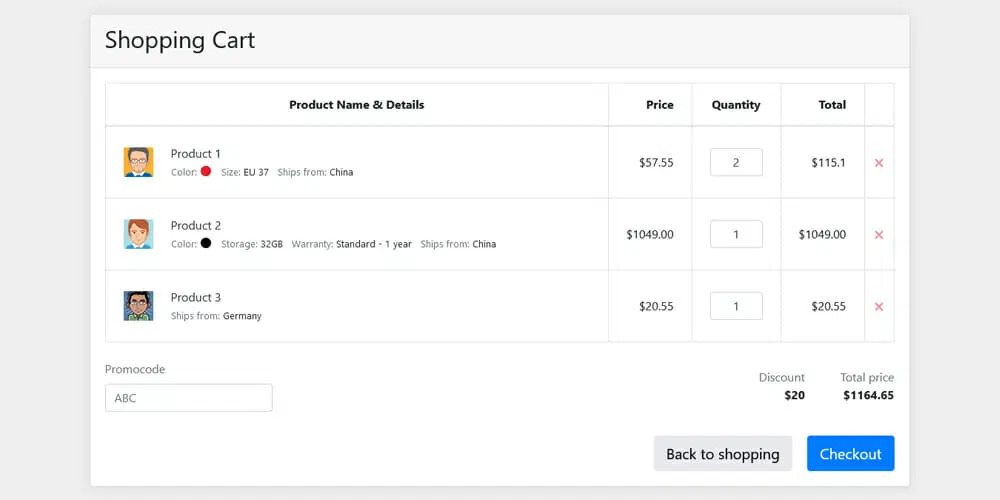 Shopping Cart
Product Name & Details Price Quantity Total
Product 1
Color: Size: EU 37 Ships from: China
$57.55 2 $115.1 ×
Product 2
Color: Storage: 32GB Warranty: Standard - 1 year Ships from: China
$1049.00 1 $1049.00 ×
Product 3
Ships from: Germany
$20.55 1 $20.55 ×
Promocode
ABC
Discount Total price
$20 $1164.65
Back to shopping Checkout